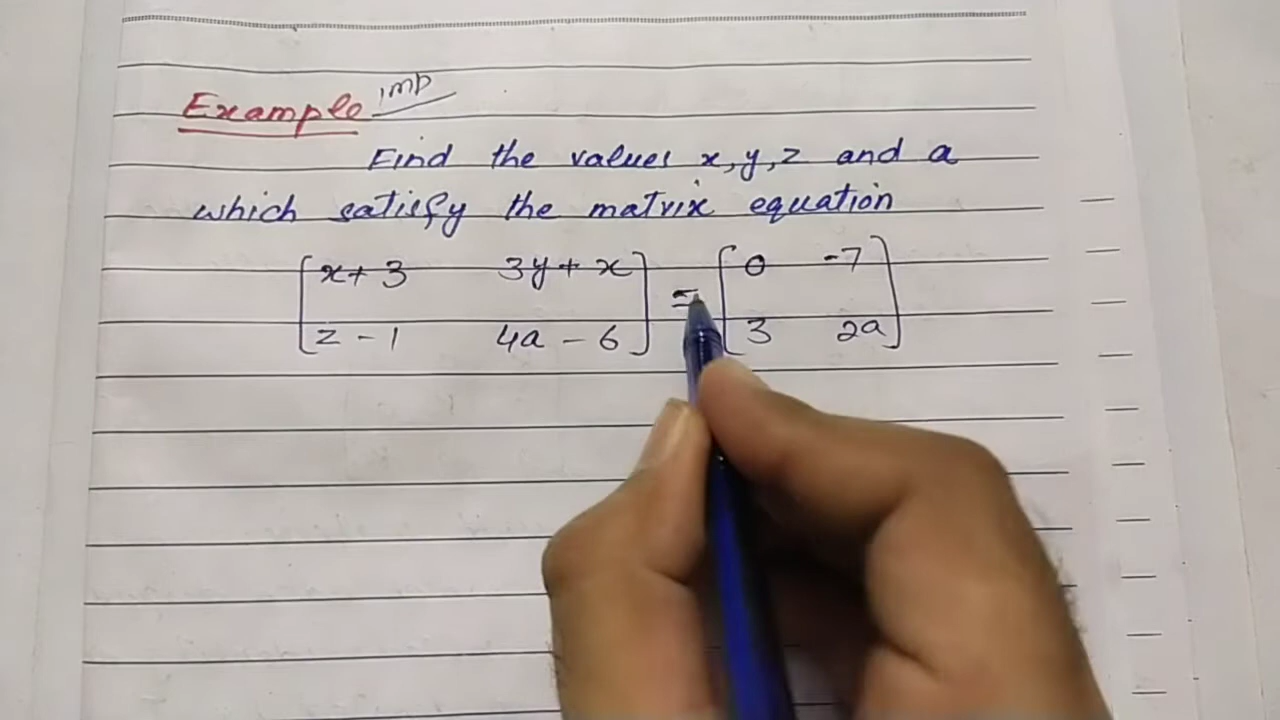 Example imp
Find the values x, y, z and a
which satisfy the matrix equation
[x + 3 3y + x] = [0 -7]
[z - 1 4a - 6] [3 2a]